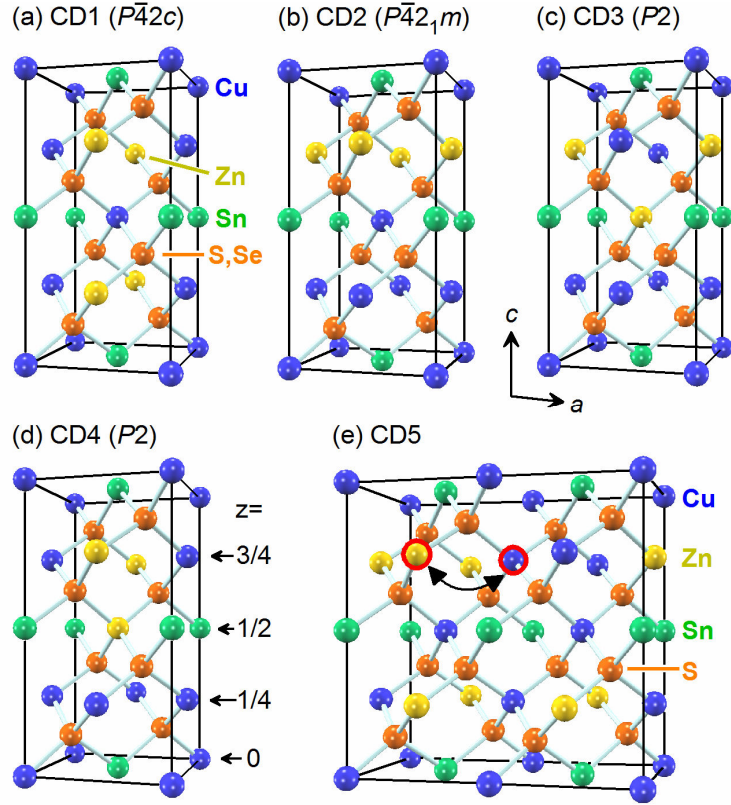 (a) CD1 (P4̅2c)
(b) CD2 (P4̅2₁m)
(c) CD3 (P2)
Cu
Zn
Sn
S,Se
c
a
(d) CD4 (P2)
(e) CD5
z=
3/4
1/2
1/4
0
Cu
Zn
Sn
S